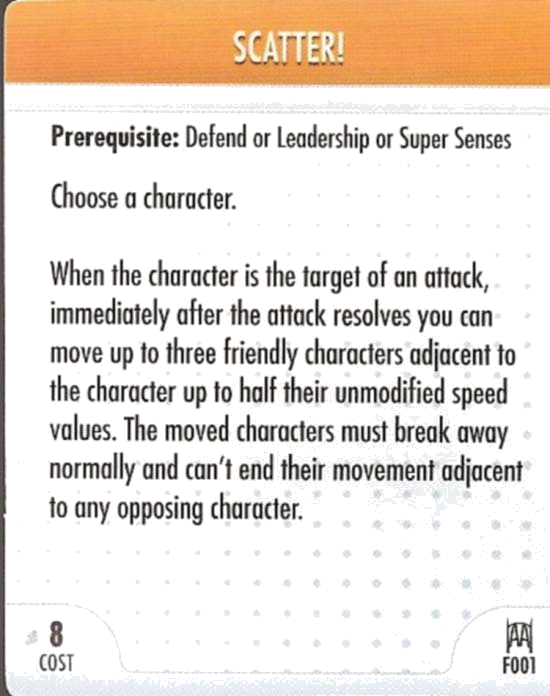 SCATTER!
Prerequisite: Defend or Leadership or Super Senses
Choose a character.
When the character is the target of an attack,
immediately after the attack resolves you can
move up to three friendly characters adjacent to
the character up to half their unmodified speed
values. The moved characters must break away
normally and can't end their movement adjacent
to any opposing character.
8
COST
AA
F001